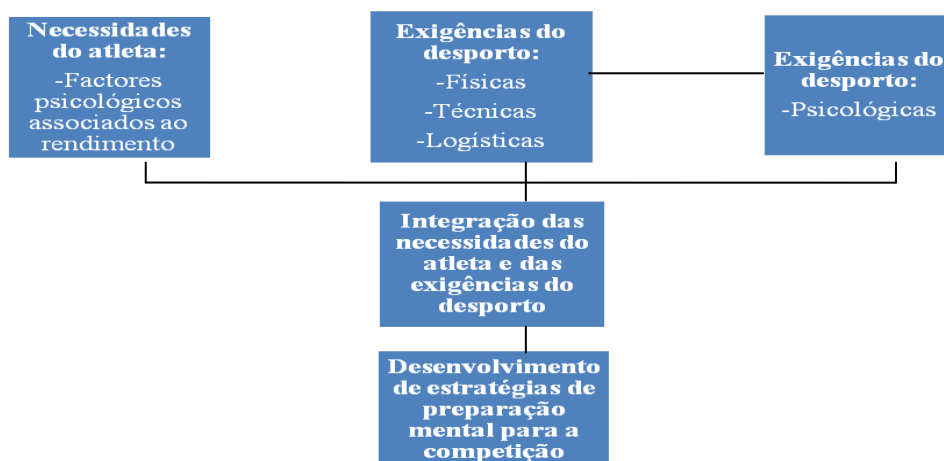 Necessidades
do atleta:
-Factores
psicológicos
associados ao
rendimento
Exigências do
desporto:
-Físicas
-Técnicas
-Logísticas
Exigências do
desporto:
-Psicológicas
Integração das
necessidades do
atleta e das
exigências do
desporto
Desenvolvimento
de estratégias de
preparação
mental para a
competição